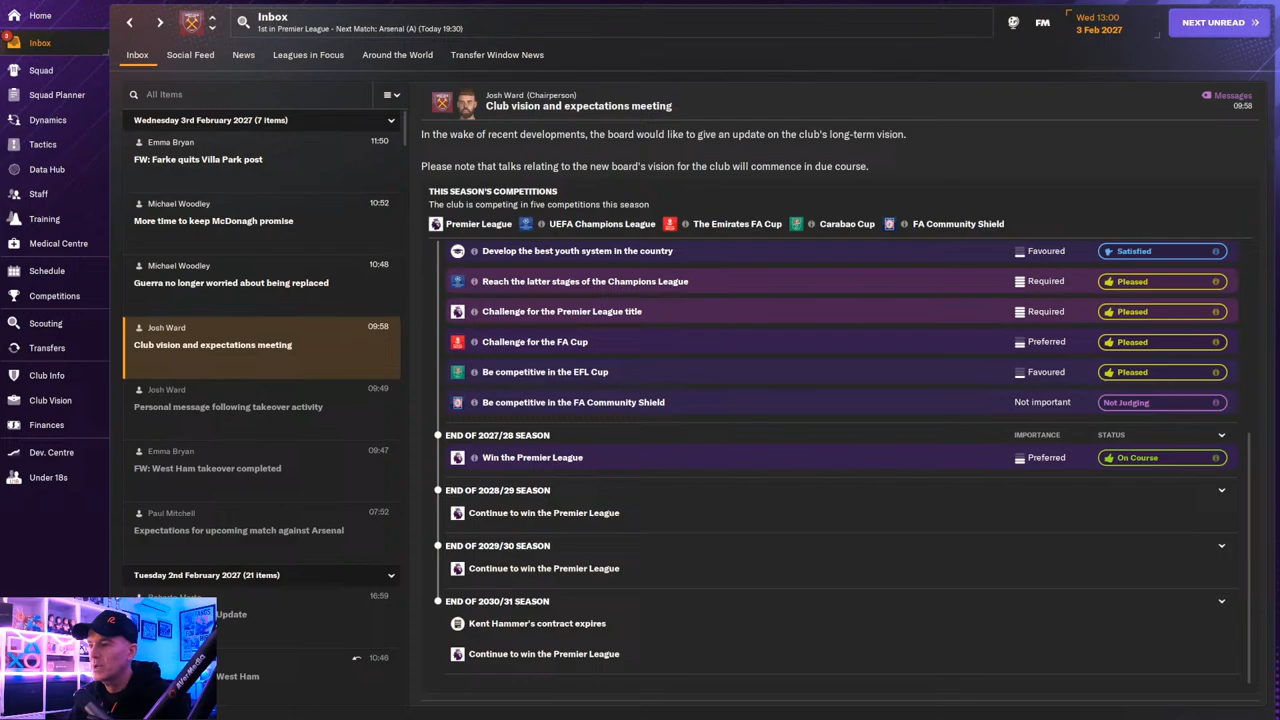 Home
Inbox
3
Squad
Squad Planner
Dynamics
Tactics
Data Hub
Staff
Training
Medical Centre
Schedule
Competitions
Scouting
Transfers
Club Info
Club Vision
Finances
Dev. Centre
Under 18s
Inbox
1st in Premier League - Next Match: Arsenal (A) (Today 19:30)
FM
Wed 13:00
3 Feb 2027
NEXT UNREAD
Inbox
Social Feed
News
Leagues in Focus
Around the World
Transfer Window News
All Items
Wednesday 3rd February 2027 (7 items)
Emma Bryan 11:50
FW: Farke quits Villa Park post
Michael Woodley 10:52
More time to keep McDonagh promise
Michael Woodley 10:48
Guerra no longer worried about being replaced
Josh Ward 09:58
Club vision and expectations meeting
Josh Ward 09:49
Personal message following takeover activity
Emma Bryan 09:47
FW: West Ham takeover completed
Paul Mitchell 07:52
Expectations for upcoming match against Arsenal
Tuesday 2nd February 2027 (21 items)
16:59
Update
10:46
West Ham
Josh Ward (Chairperson)
Club vision and expectations meeting
Messages
09:58
In the wake of recent developments, the board would like to give an update on the club's long-term vision.
Please note that talks relating to the new board's vision for the club will commence in due course.
THIS SEASON'S COMPETITIONS
The club is competing in five competitions this season
Premier League UEFA Champions League The Emirates FA Cup Carabao Cup FA Community Shield
Develop the best youth system in the country Favoured Satisfied
Reach the latter stages of the Champions League Required Pleased
Challenge for the Premier League title Required Pleased
Challenge for the FA Cup Preferred Pleased
Be competitive in the EFL Cup Favoured Pleased
Be competitive in the FA Community Shield Not important Not Judging
END OF 2027/28 SEASON IMPORTANCE STATUS
Win the Premier League Preferred On Course
END OF 2028/29 SEASON
Continue to win the Premier League
END OF 2029/30 SEASON
Continue to win the Premier League
END OF 2030/31 SEASON
Kent Hammer's contract expires
Continue to win the Premier League